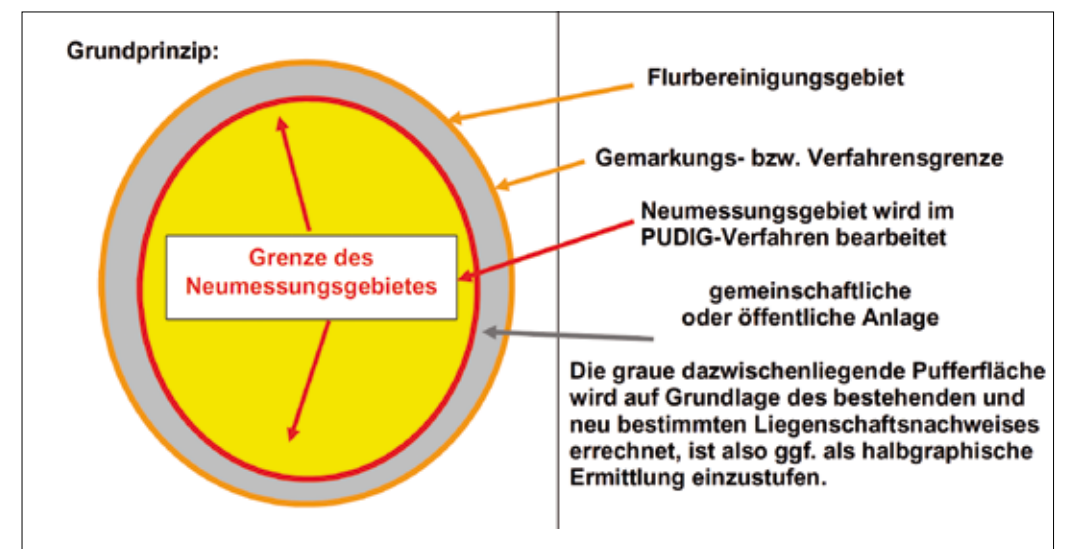 Grundprinzip:
Flurbereinigungsgebiet
Gemarkungs- bzw. Verfahrensgrenze
Neumessungsgebiet wird im
PUDIG-Verfahren bearbeitet
Grenze des
Neumessungsgebietes
gemeinschaftliche
oder öffentliche Anlage
Die graue dazwischenliegende Pufferfläche
wird auf Grundlage des bestehenden und
neu bestimmten Liegenschaftsnachweises
errechnet, ist also ggf. als halbgraphische
Ermittlung einzustufen.